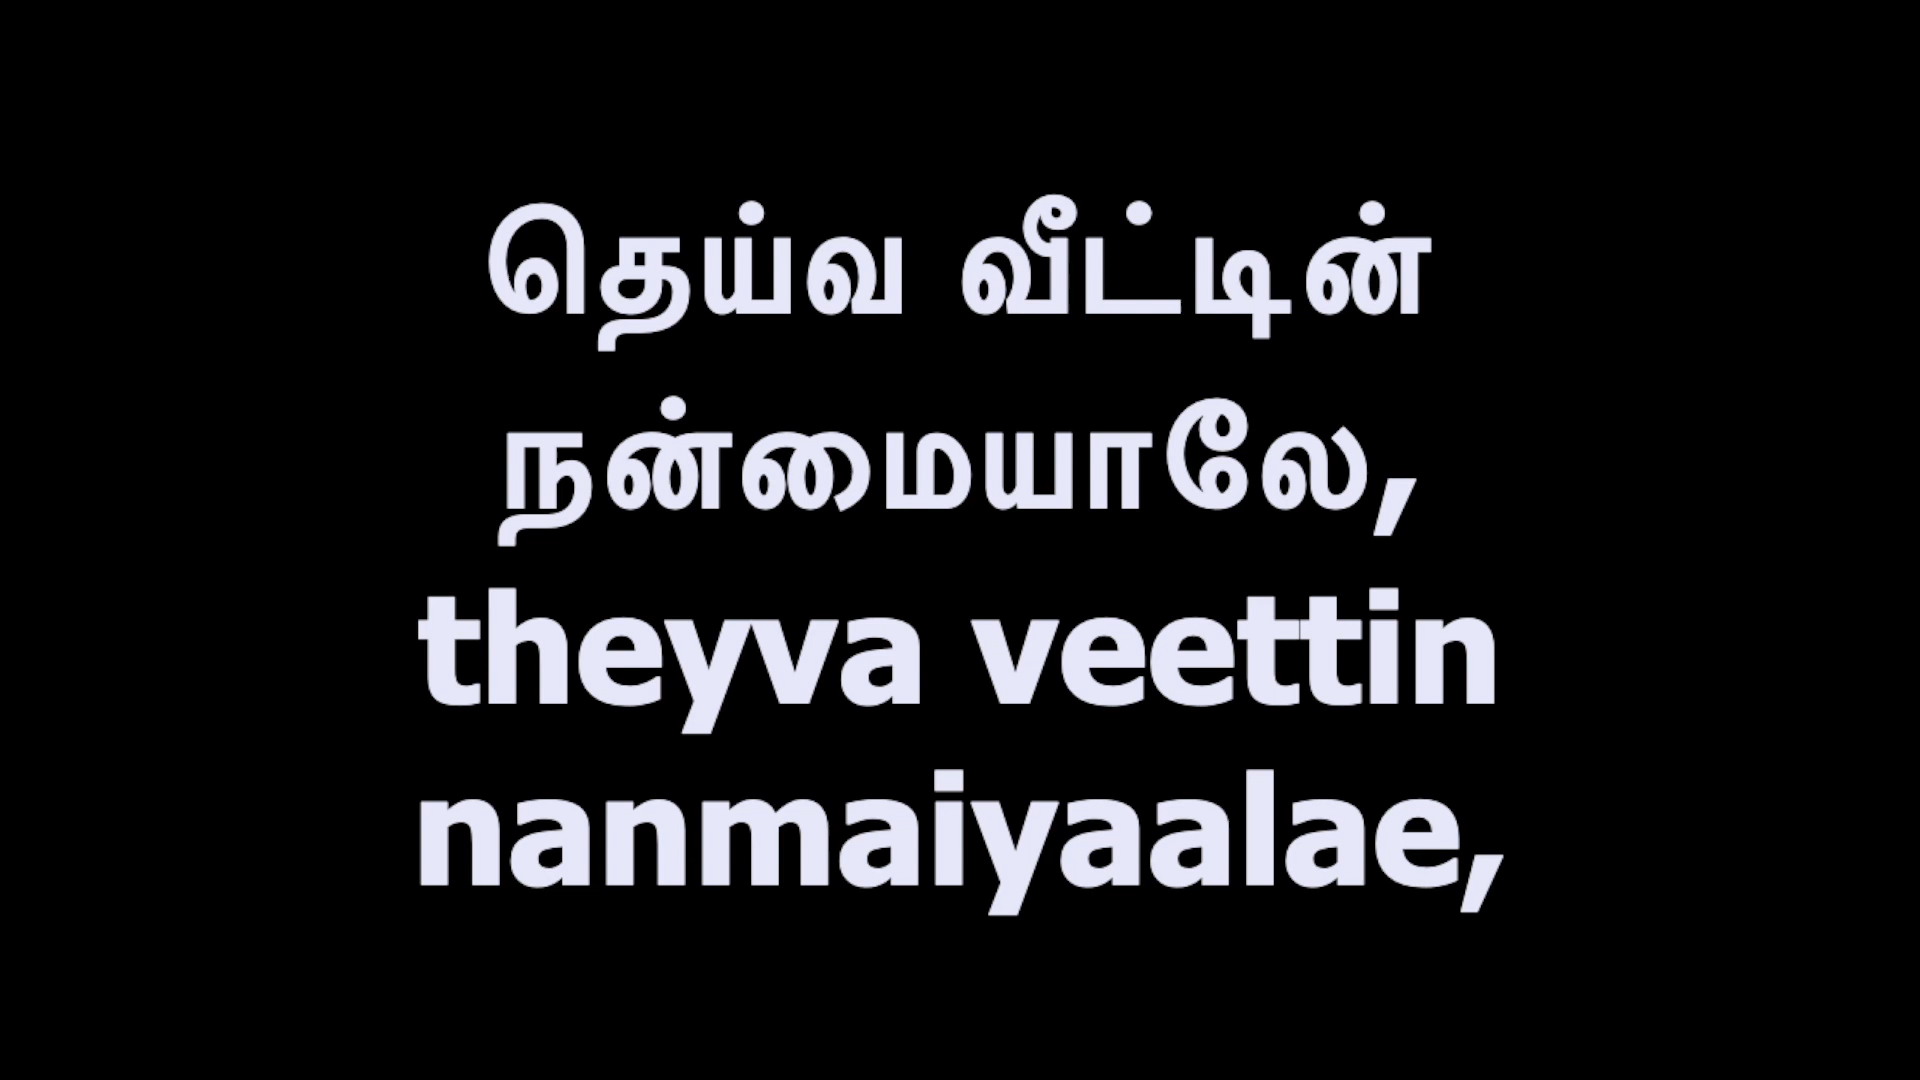 தெய்வ வீட்டின்
நன்மையாலே,
theyva veettin
nanmaiyaalae,